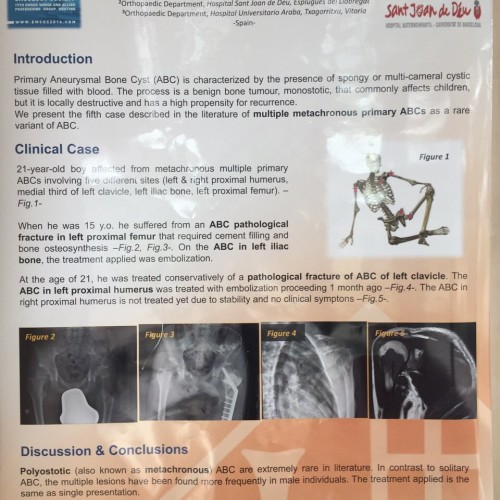 ³Orthopaedic Department, Hospital Sant Joan de Déu, Esplugues del Llobregat
⁴Orthopaedic Department, Hospital Universitario Araba, Txagorritxu, Vitoria
-Spain-
WWW.EMSOS2016.COM
Sant Joan de Déu
Introduction
Primary Aneurysmal Bone Cyst (ABC) is characterized by the presence of spongy or multi-cameral cystic
tissue filled with blood. The process is a benign bone tumour, monostotic, that commonly affects children,
but it is locally destructive and has a high propensity for recurrence.
We present the fifth case described in the literature of multiple metachronous primary ABCs as a rare
variant of ABC.
Clinical Case
21-year-old boy affected from metachronous multiple primary
ABCs involving five different sites (left & right proximal humerus,
medial third of left clavicle, left iliac bone, left proximal femur). –
Fig.1-
Figure 1
When he was 15 y.o. he suffered from an ABC pathological
fracture in left proximal femur that required cement filling and
bone osteosynthesis –Fig.2, Fig.3-. On the ABC in left iliac
bone, the treatment applied was embolization.
At the age of 21, he was treated conservatively of a pathological fracture of ABC of left clavicle. The
ABC in left proximal humerus was treated with embolization proceeding 1 month ago –Fig.4-. The ABC in
right proximal humerus is not treated yet due to stability and no clinical symptons –Fig.5-.
Figure 2
Figure 3
Figure 4
Figure 5
Discussion & Conclusions
Polyostotic (also known as metachronous) ABC are extremely rare in literature. In contrast to solitary
ABC, the multiple lesions have been found more frequently in male individuals. The treatment applied is the
same as single presentation.